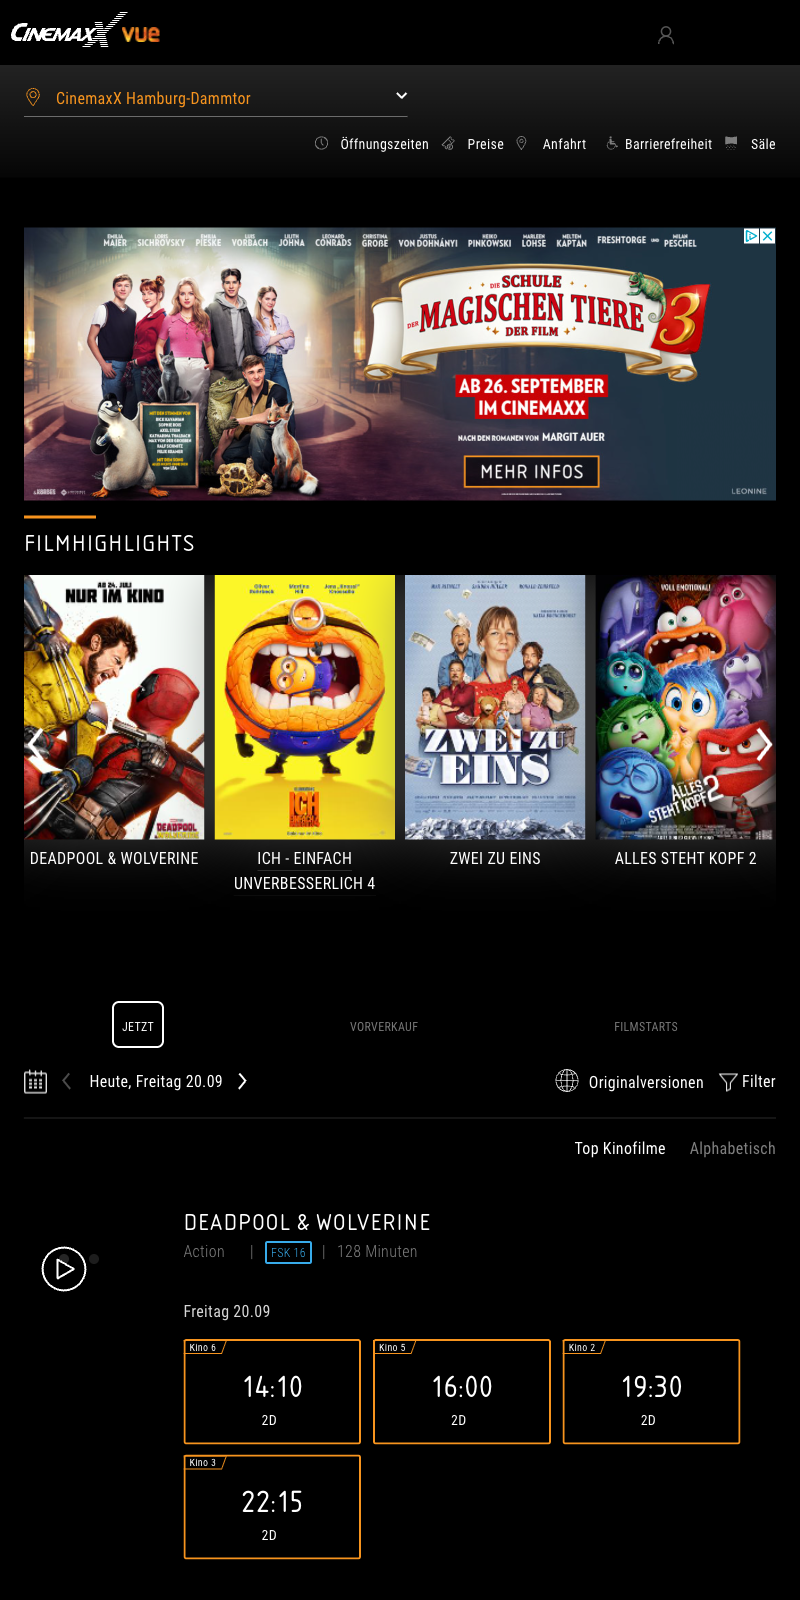 CINEMAXX vue
CinemaxX Hamburg-Dammtor
Öffnungszeiten Preise Anfahrt Barrierefreiheit Säle
EMILIA MAIER LORIS SICHROVSKY EMILIA PIESKE LUIS VORBACH LILITH JOHNA LEONARD CONRADS CHRISTINA GROßE JUSTUS VON DOHNÁNYI HEIKO PINKOWSKI MARLEEN LOHSE MELTEM KAPTAN FRESHTORGE UND MILAN PESCHEL
DIE SCHULE
DER MAGISCHEN TIERE 3
DER FILM
AB 26. SEPTEMBER
IM CINEMAXX
NACH DEN ROMANEN VON MARGIT AUER
MEHR INFOS
MIT DEN STIMMEN VON
LEONINE
FILMHIGHLIGHTS
AB 24. JULI
NUR IM KINO
DEADPOOL
VOLL EMOTIONAL!
ICH
ZWEI ZU
EINS
ALLES
STEHT KOPF 2
DEADPOOL & WOLVERINE
ICH - EINFACH
UNVERBESSERLICH 4
ZWEI ZU EINS
ALLES STEHT KOPF 2
JETZT VORVERKAUF FILMSTARTS
Heute, Freitag 20.09 Originalversionen Filter
Top Kinofilme Alphabetisch
DEADPOOL & WOLVERINE
Action | FSK 16 | 128 Minuten
Freitag 20.09
Kino 6 Kino 5 Kino 2
14:10 16:00 19:30
2D 2D 2D
Kino 3
22:15
2D